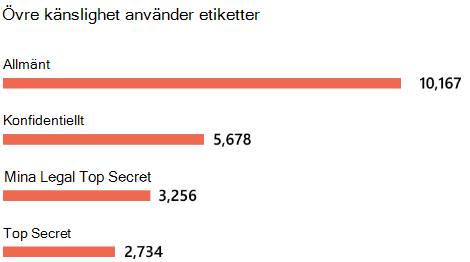 Övre känslighet använder etiketter
Allmänt
10,167
Konfidentiellt
5,678
Mina Legal Top Secret
3,256
Top Secret
2,734